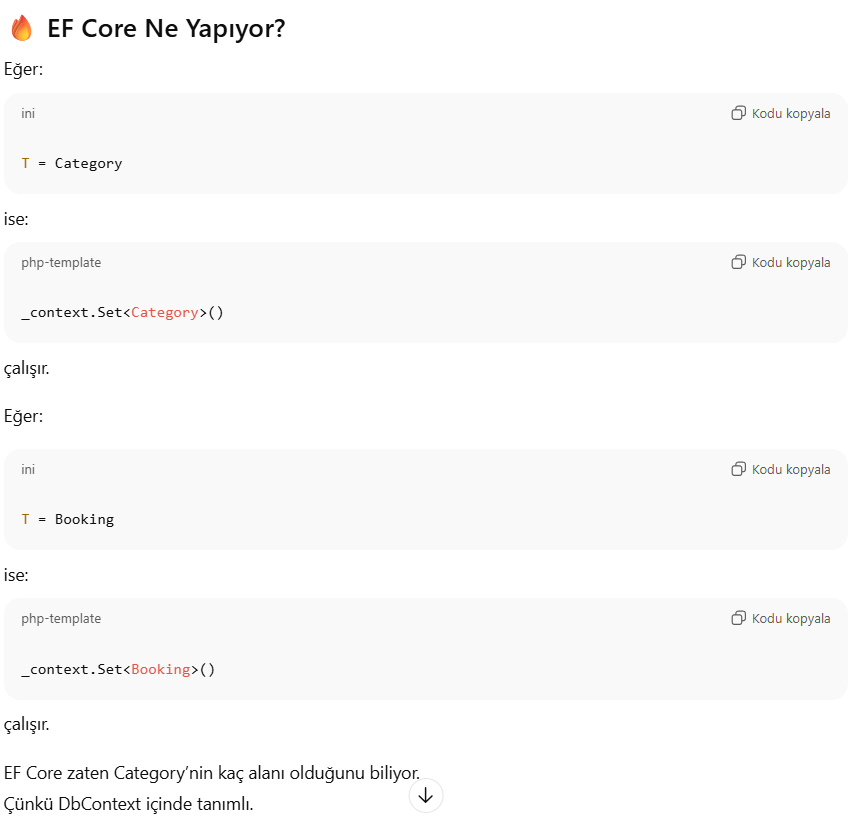 🔥 EF Core Ne Yapıyor?
Eğer:
ini
Kodu kopyala
T = Category
ise:
php-template
Kodu kopyala
_context.Set<Category>()
çalışır.
Eğer:
ini
Kodu kopyala
T = Booking
ise:
php-template
Kodu kopyala
_context.Set<Booking>()
çalışır.
EF Core zaten Category’nin kaç alanı olduğunu biliyor.
Çünkü DbContext içinde tanımlı.